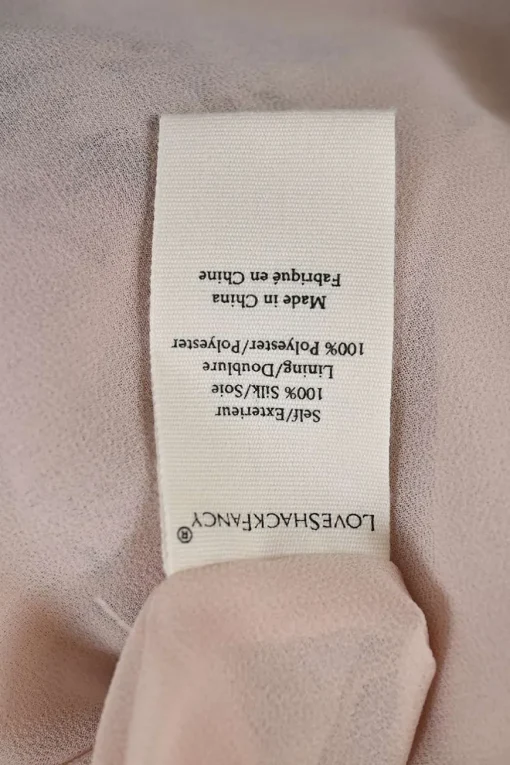 LOVESHACKFANCY®
Self/Exterieur
100% Silk/Soie
Lining/Doublure
100% Polyester/Polyester
Made in China
Fabriqué en Chine